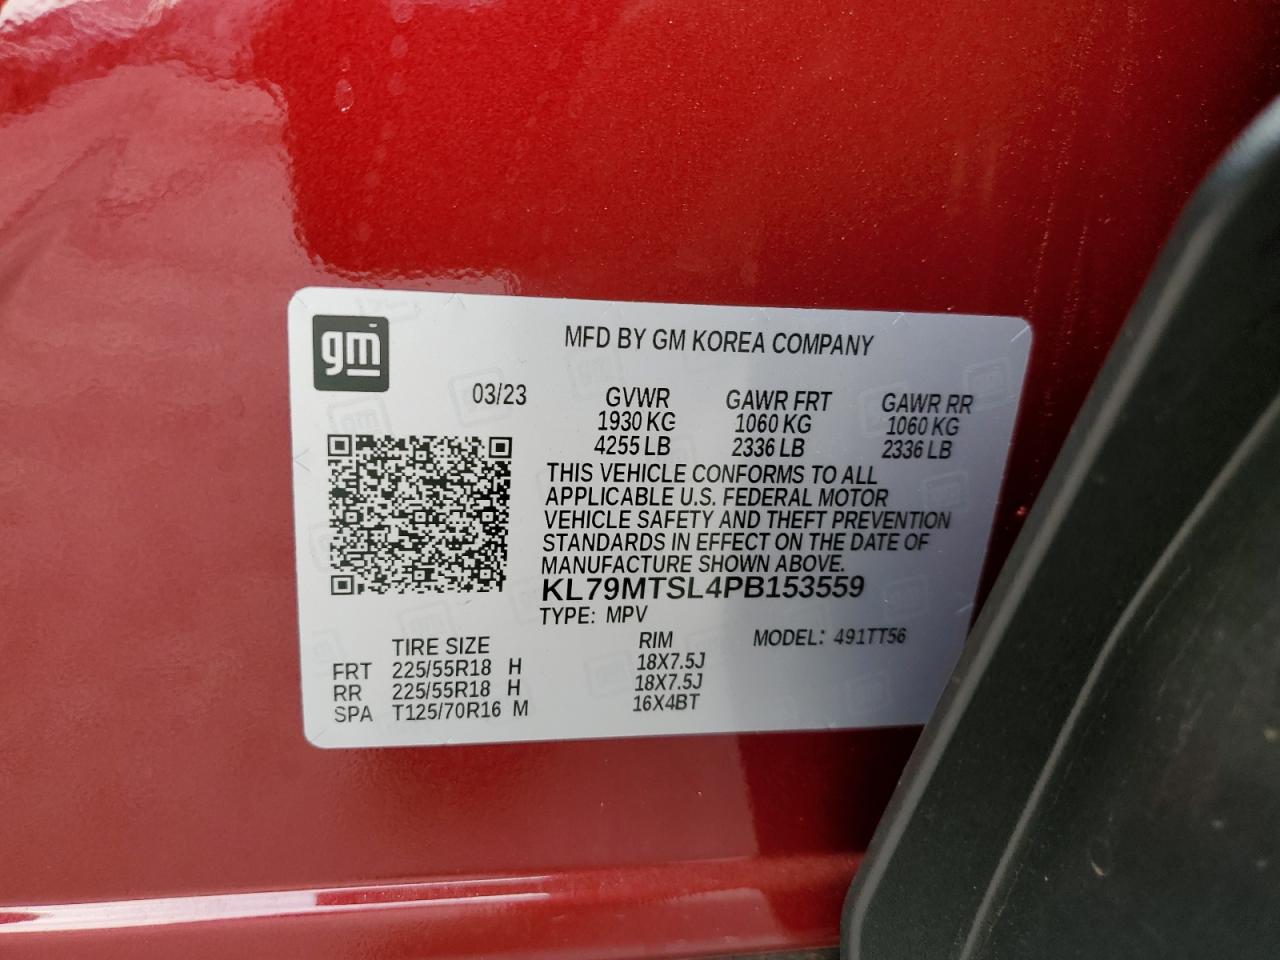 gm
MFD BY GM KOREA COMPANY
03/23 GVWR GAWR FRT GAWR RR
1930 KG 1060 KG 1060 KG
4255 LB 2336 LB 2336 LB
THIS VEHICLE CONFORMS TO ALL
APPLICABLE U.S. FEDERAL MOTOR
VEHICLE SAFETY AND THEFT PREVENTION
STANDARDS IN EFFECT ON THE DATE OF
MANUFACTURE SHOWN ABOVE.
KL79MTSL4PB153559
TYPE: MPV
TIRE SIZE RIM MODEL: 491TT56
FRT 225/55R18 H 18X7.5J
RR 225/55R18 H 18X7.5J
SPA T125/70R16 M 16X4BT